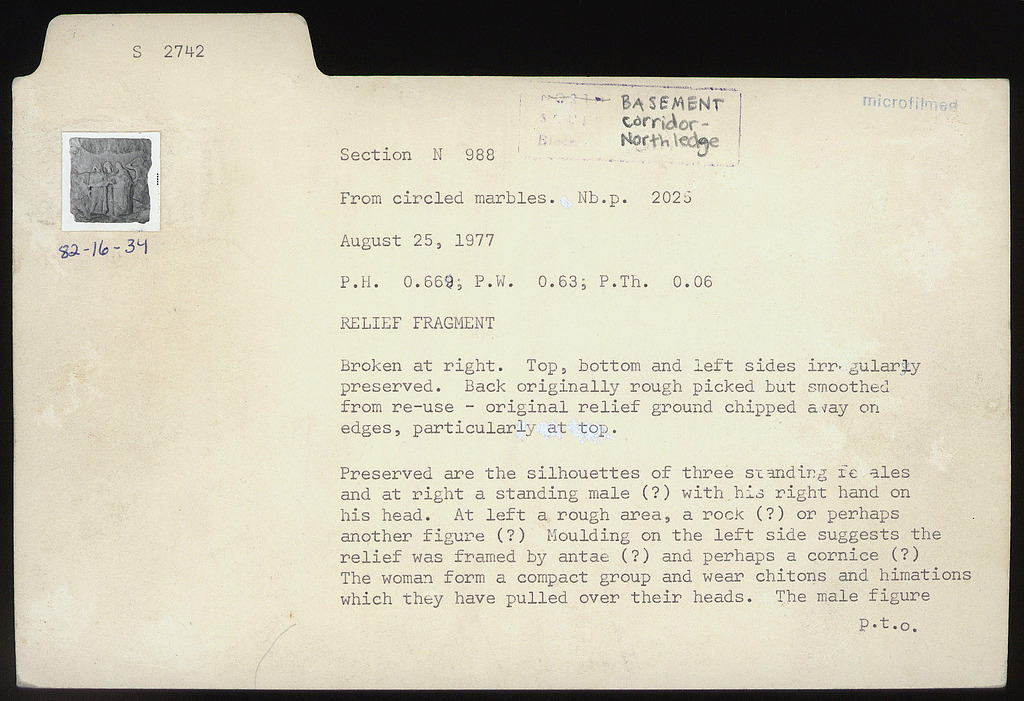 S 2742
BASEMENT
corridor-
North ledge
microfilmed
82-16-34
Section N 988
From circled marbles. Nb.p. 2025
August 25, 1977
P.H. 0.669; P.W. 0.63; P.Th. 0.06
RELIEF FRAGMENT
Broken at right. Top, bottom and left sides irr gularly
preserved. Back originally rough picked but smoothed
from re-use - original relief ground chipped away on
edges, particularly at top.
Preserved are the silhouettes of three standing fe ales
and at right a standing male (?) with his right hand on
his head. At left a rough area, a rock (?) or perhaps
another figure (?) Moulding on the left side suggests the
relief was framed by antae (?) and perhaps a cornice (?)
The woman form a compact group and wear chitons and himations
which they have pulled over their heads. The male figure
p.t.o.